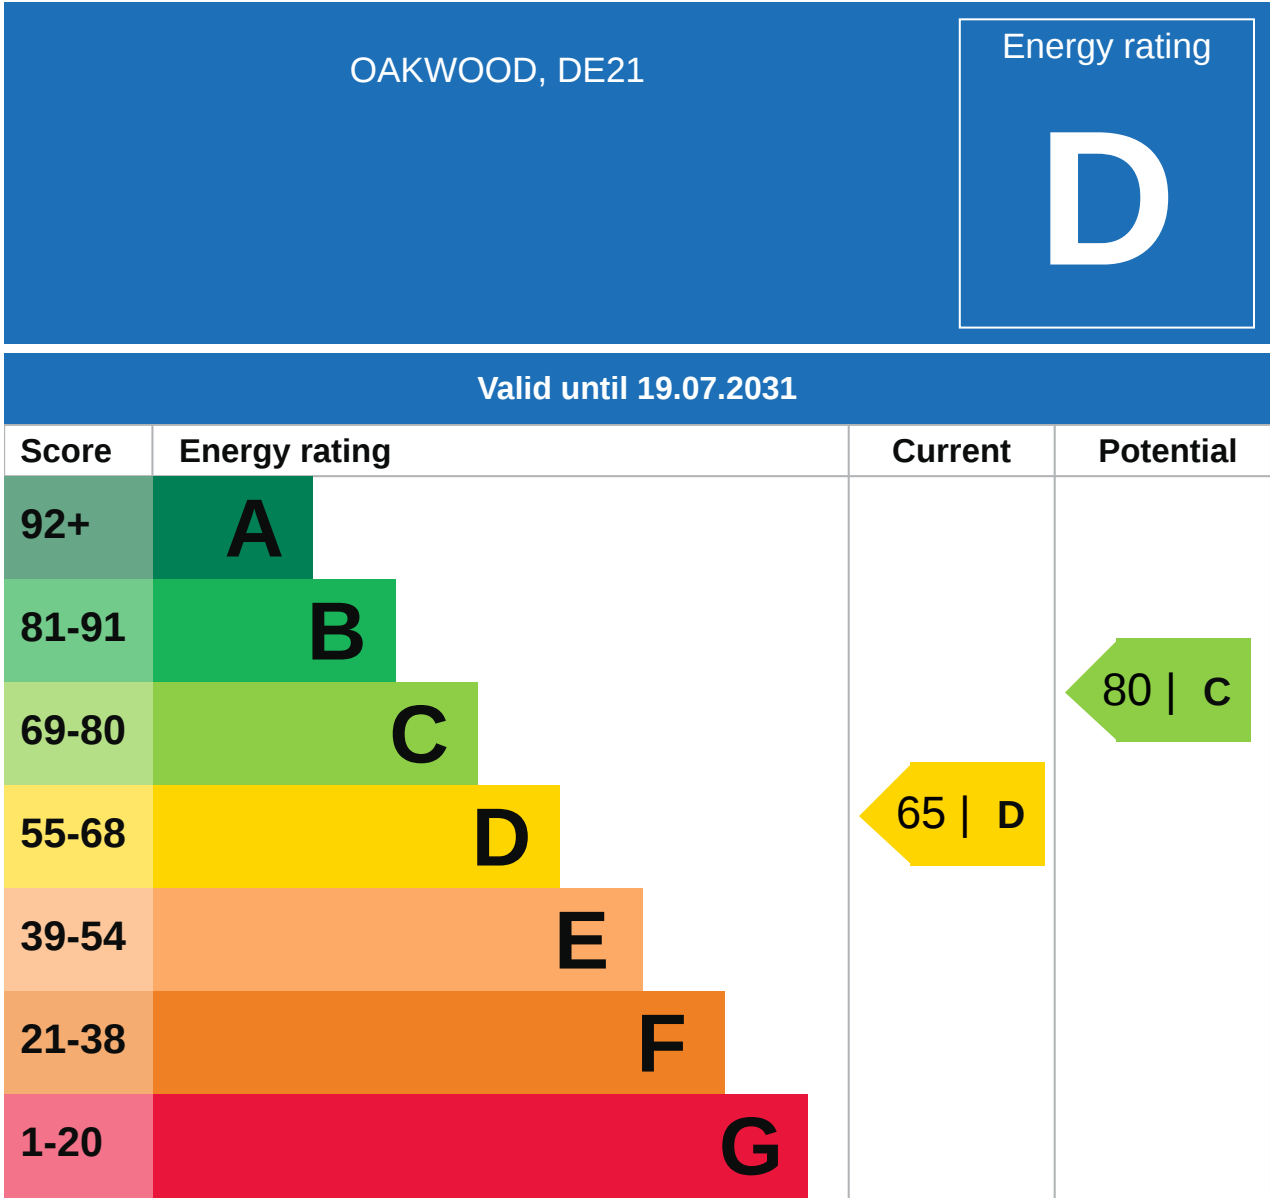 OAKWOOD, DE21
Energy rating
D
Valid until 19.07.2031
Score Energy rating Current Potential
92+ A
81-91 B
69-80 C 80 | C
55-68 D 65 | D
39-54 E
21-38 F
1-20 G